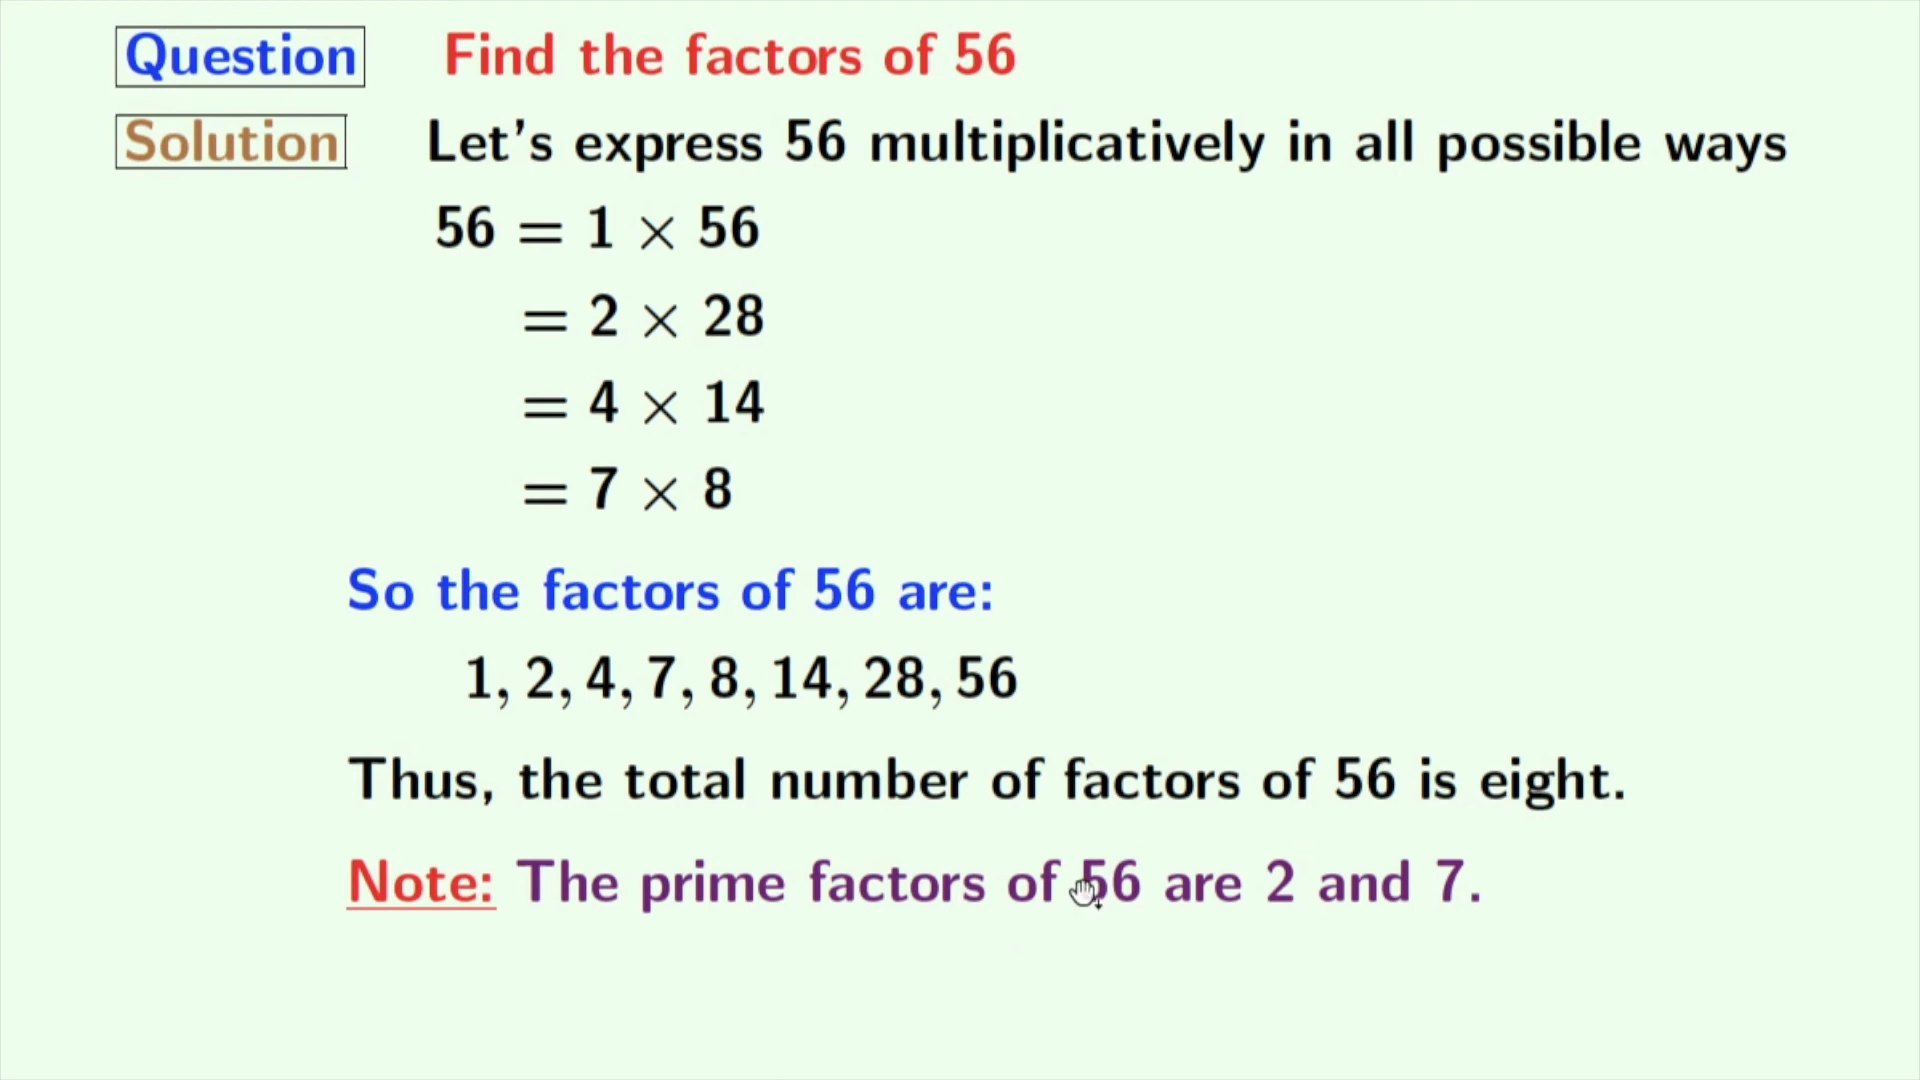 Question Find the factors of 56
Solution Let's express 56 multiplicatively in all possible ways
56 = 1 × 56
= 2 × 28
= 4 × 14
= 7 × 8
So the factors of 56 are:
1, 2, 4, 7, 8, 14, 28, 56
Thus, the total number of factors of 56 is eight.
Note: The prime factors of 56 are 2 and 7.